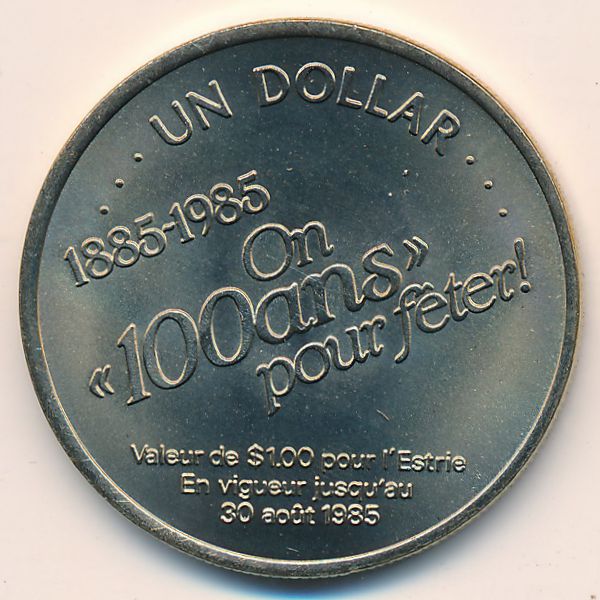 ... UN DOLLAR ...
1885-1985
On
«100ans»
pour fêter!
Valeur de $1.00 pour l'Estrie
En vigueur jusqu'au
30 août 1985